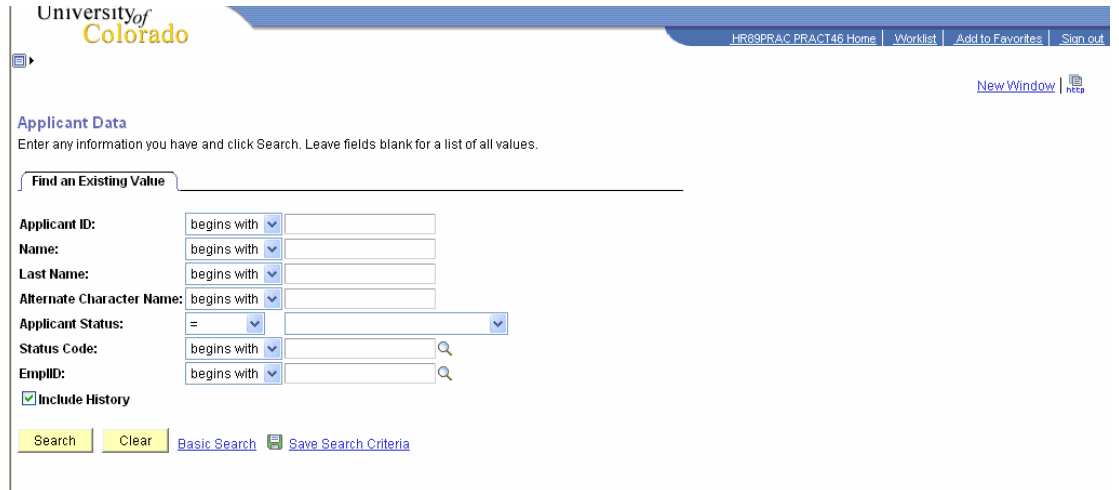 University of
Colorado
HR89PRAC PRACT46 Home | Worklist | Add to Favorites | Sign out
New Window | http
Applicant Data
Enter any information you have and click Search. Leave fields blank for a list of all values.
Find an Existing Value
Applicant ID: begins with
Name: begins with
Last Name: begins with
Alternate Character Name: begins with
Applicant Status: =
Status Code: begins with
EmplID: begins with
Include History
Search Clear Basic Search Save Search Criteria